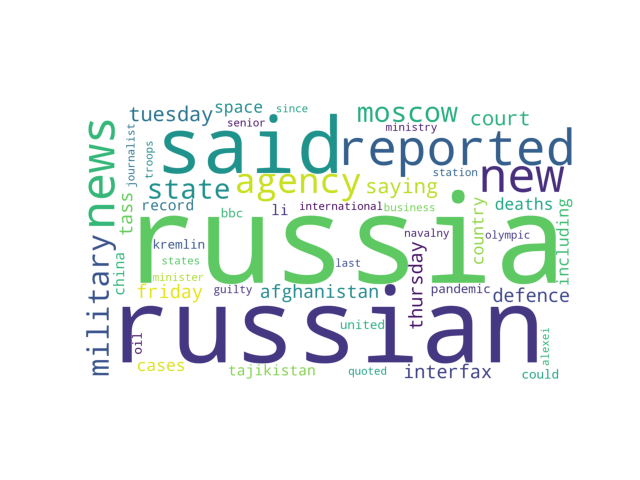 tuesday
space
since
senior
moscow
ministry
court
news
journalist
troops
said
reported
station
new
state
agency
saying
tass
record
bbc
li
international
business
country
deaths
including
russia
kremlin
states
minister
china
last
navalny
olympic
military
friday
guilty
afghanistan
thursday
pandemic
defence
russian
oil
united
cases
tajikistan
quoted
interfax
could
alexei